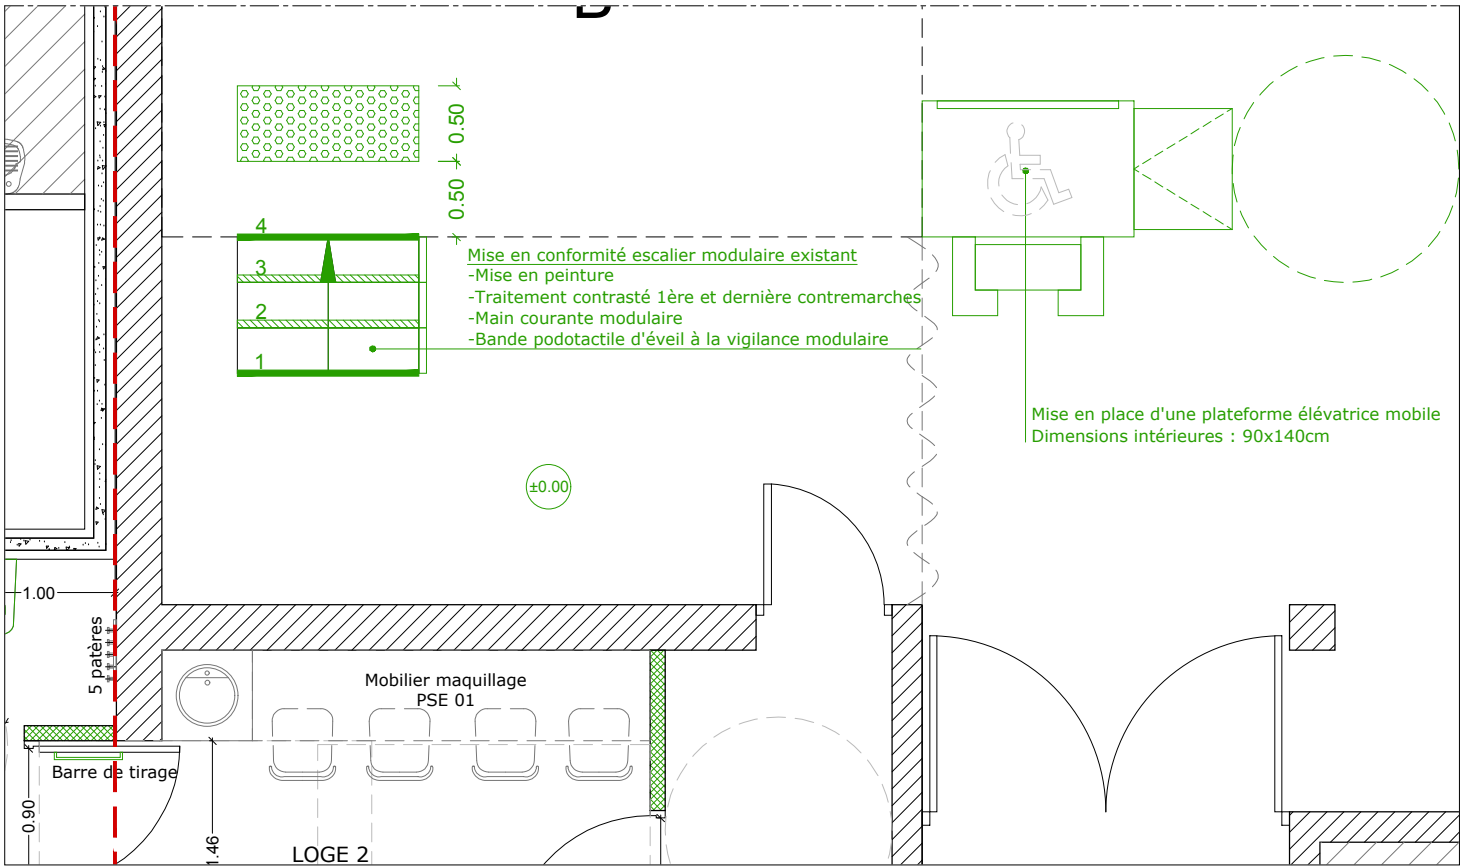 0.50
0.50
4
3
2
1
Mise en conformité escalier modulaire existant
-Mise en peinture
-Traitement contrasté 1ère et dernière contremarches
-Main courante modulaire
-Bande podotactile d'éveil à la vigilance modulaire
Mise en place d'une plateforme élévatrice mobile
Dimensions intérieures : 90x140cm
±0.00
1.00
5 patères
Mobilier maquillage
PSE 01
Barre de tirage
0.90
1.46
LOGE 2